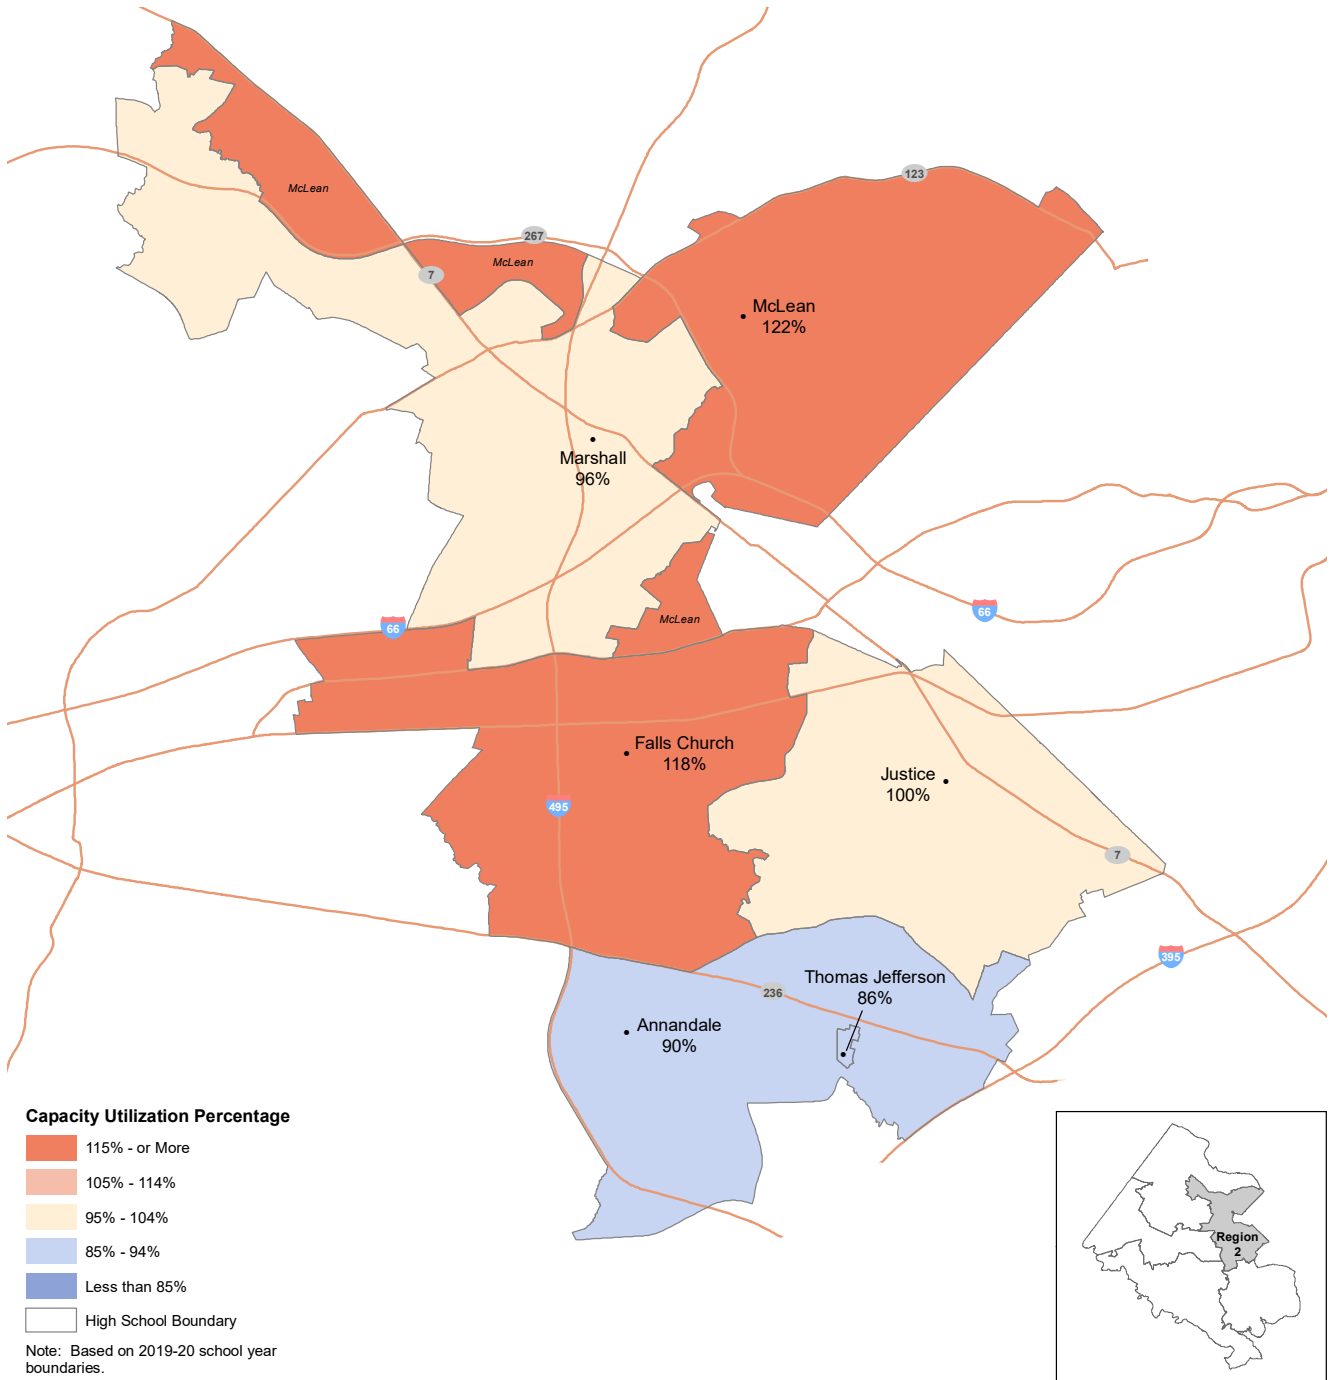 123
McLean
267
McLean
7
McLean
122%
Marshall
96%
66
66
McLean
Falls Church
118%
Justice
100%
495
7
395
Thomas Jefferson
86%
236
Annandale
90%
Capacity Utilization Percentage
115% - or More
105% - 114%
95% - 104%
85% - 94%
Less than 85%
High School Boundary
Note:  Based on 2019-20 school year
boundaries.
Region
2